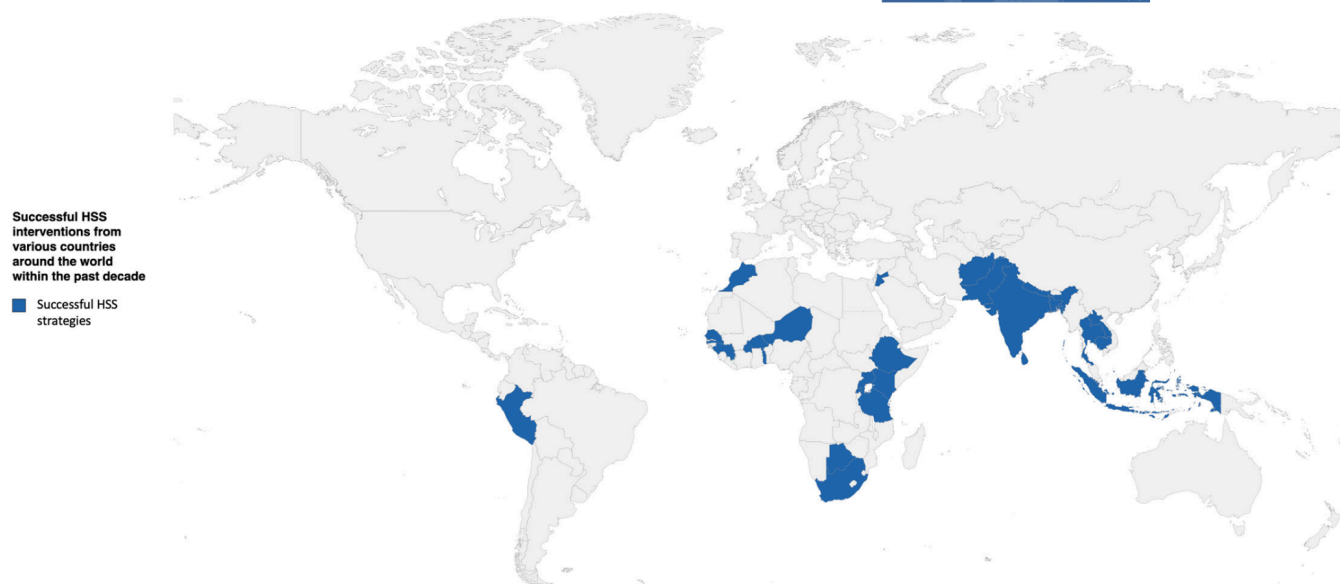 Successful HSS
interventions from
various countries
around the world
within the past decade
Successful HSS
strategies